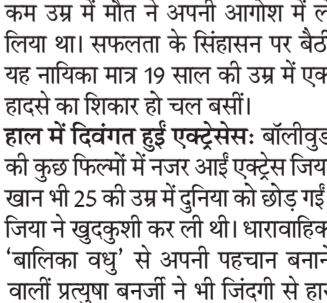 कम उम्र में मौत ने अपनी आगोश में ले
लिया था। सफलता के सिंहासन पर बैठी
यह नायिका मात्र 19 साल की उम्र में एक
हादसे का शिकार हो चल बसीं।
हाल में दिवंगत हुईं एक्ट्रेसेस: बॉलीवुड
की कुछ फिल्मों में नजर आईं एक्ट्रेस जिया
खान भी 25 की उम्र में दुनिया को छोड़ गईं
जिया ने खुदकुशी कर ली थी। धारावाहिक
‘बालिका वधु’ से अपनी पहचान बनाने
वालीं प्रत्युषा बनर्जी ने भी जिंदगी से हार